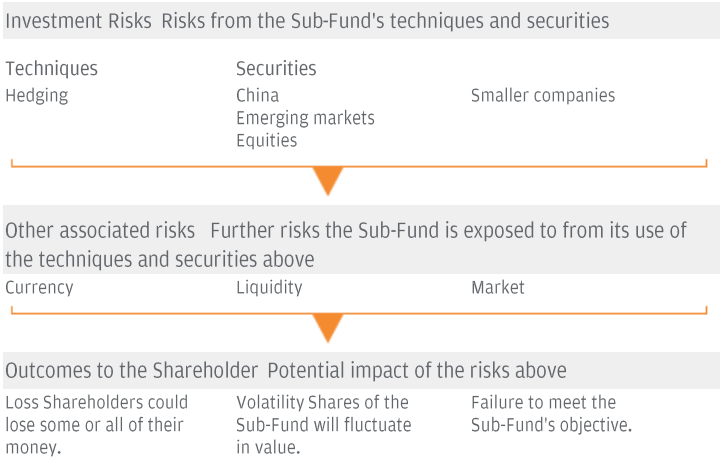 Investment Risks Risks from the Sub-Fund's techniques and securities
Techniques
Hedging
Securities
China
Emerging markets
Equities
Smaller companies
Other associated risks Further risks the Sub-Fund is exposed to from its use of
the techniques and securities above
Currency
Liquidity
Market
Outcomes to the Shareholder Potential impact of the risks above
Loss Shareholders could
lose some or all of their
money.
Volatility Shares of the
Sub-Fund will fluctuate
in value.
Failure to meet the
Sub-Fund's objective.